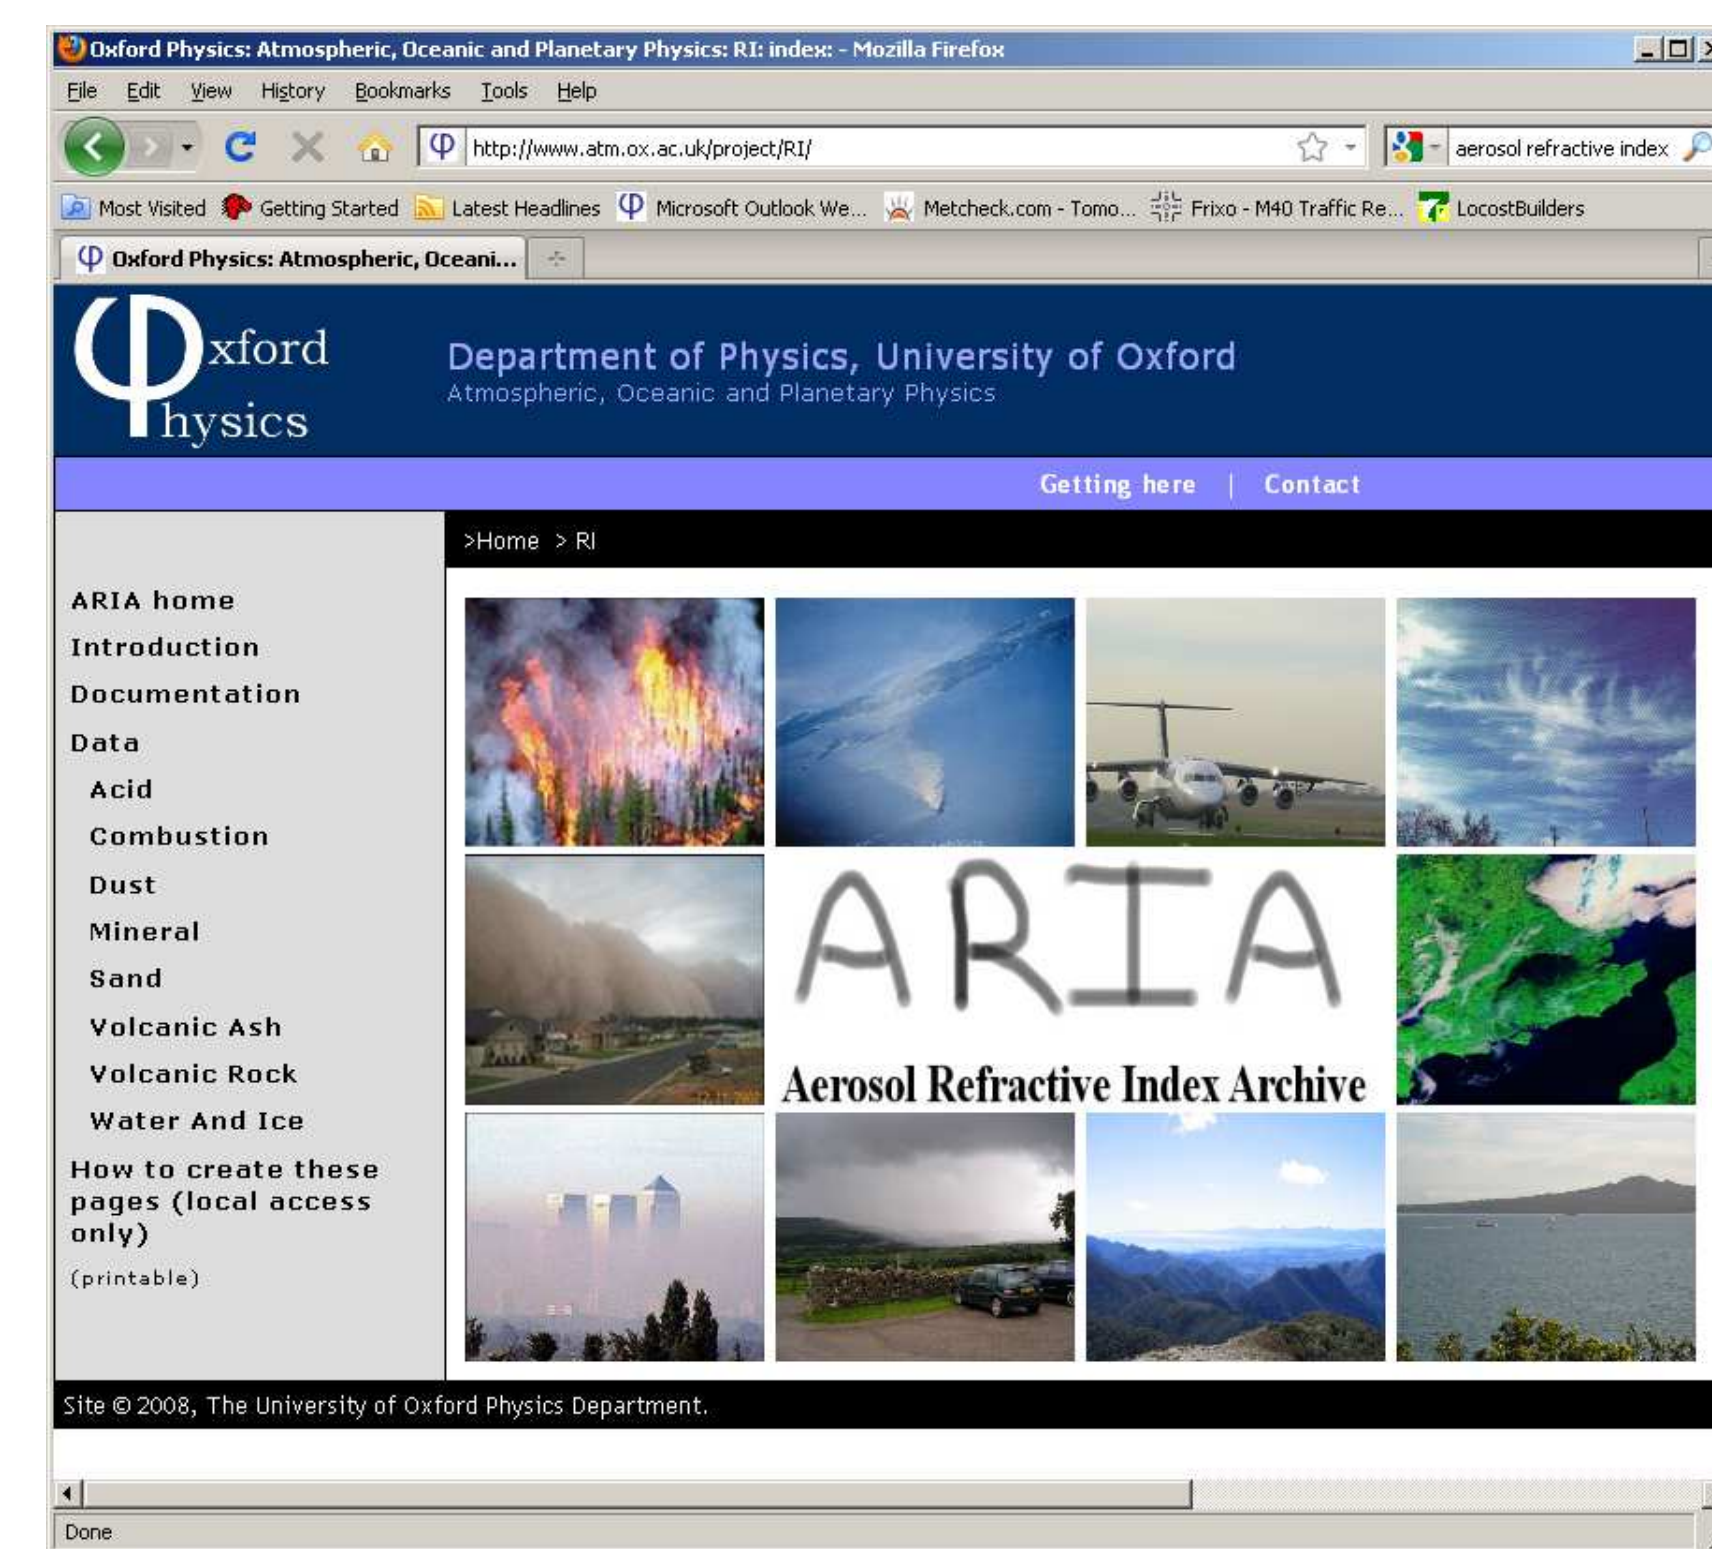 Oxford Physics: Atmospheric, Oceanic and Planetary Physics: RI: index: - Mozilla Firefox
File Edit View History Bookmarks Tools Help
http://www.atm.ox.ac.uk/project/RI/ aerosol refractive index
Most Visited Getting Started Latest Headlines Microsoft Outlook We... Metcheck.com - Tomo... Frixo - M40 Traffic Re... LocostBuilders
Oxford Physics: Atmospheric, Oceani...
Oxford
Physics
Department of Physics, University of Oxford
Atmospheric, Oceanic and Planetary Physics
Getting here | Contact
>Home > RI
ARIA home
Introduction
Documentation
Data
Acid
Combustion
Dust
Mineral
Sand
Volcanic Ash
Volcanic Rock
Water And Ice
How to create these
pages (local access
only)
(printable)
ARIA
Aerosol Refractive Index Archive
Site © 2008, The University of Oxford Physics Department.
Done